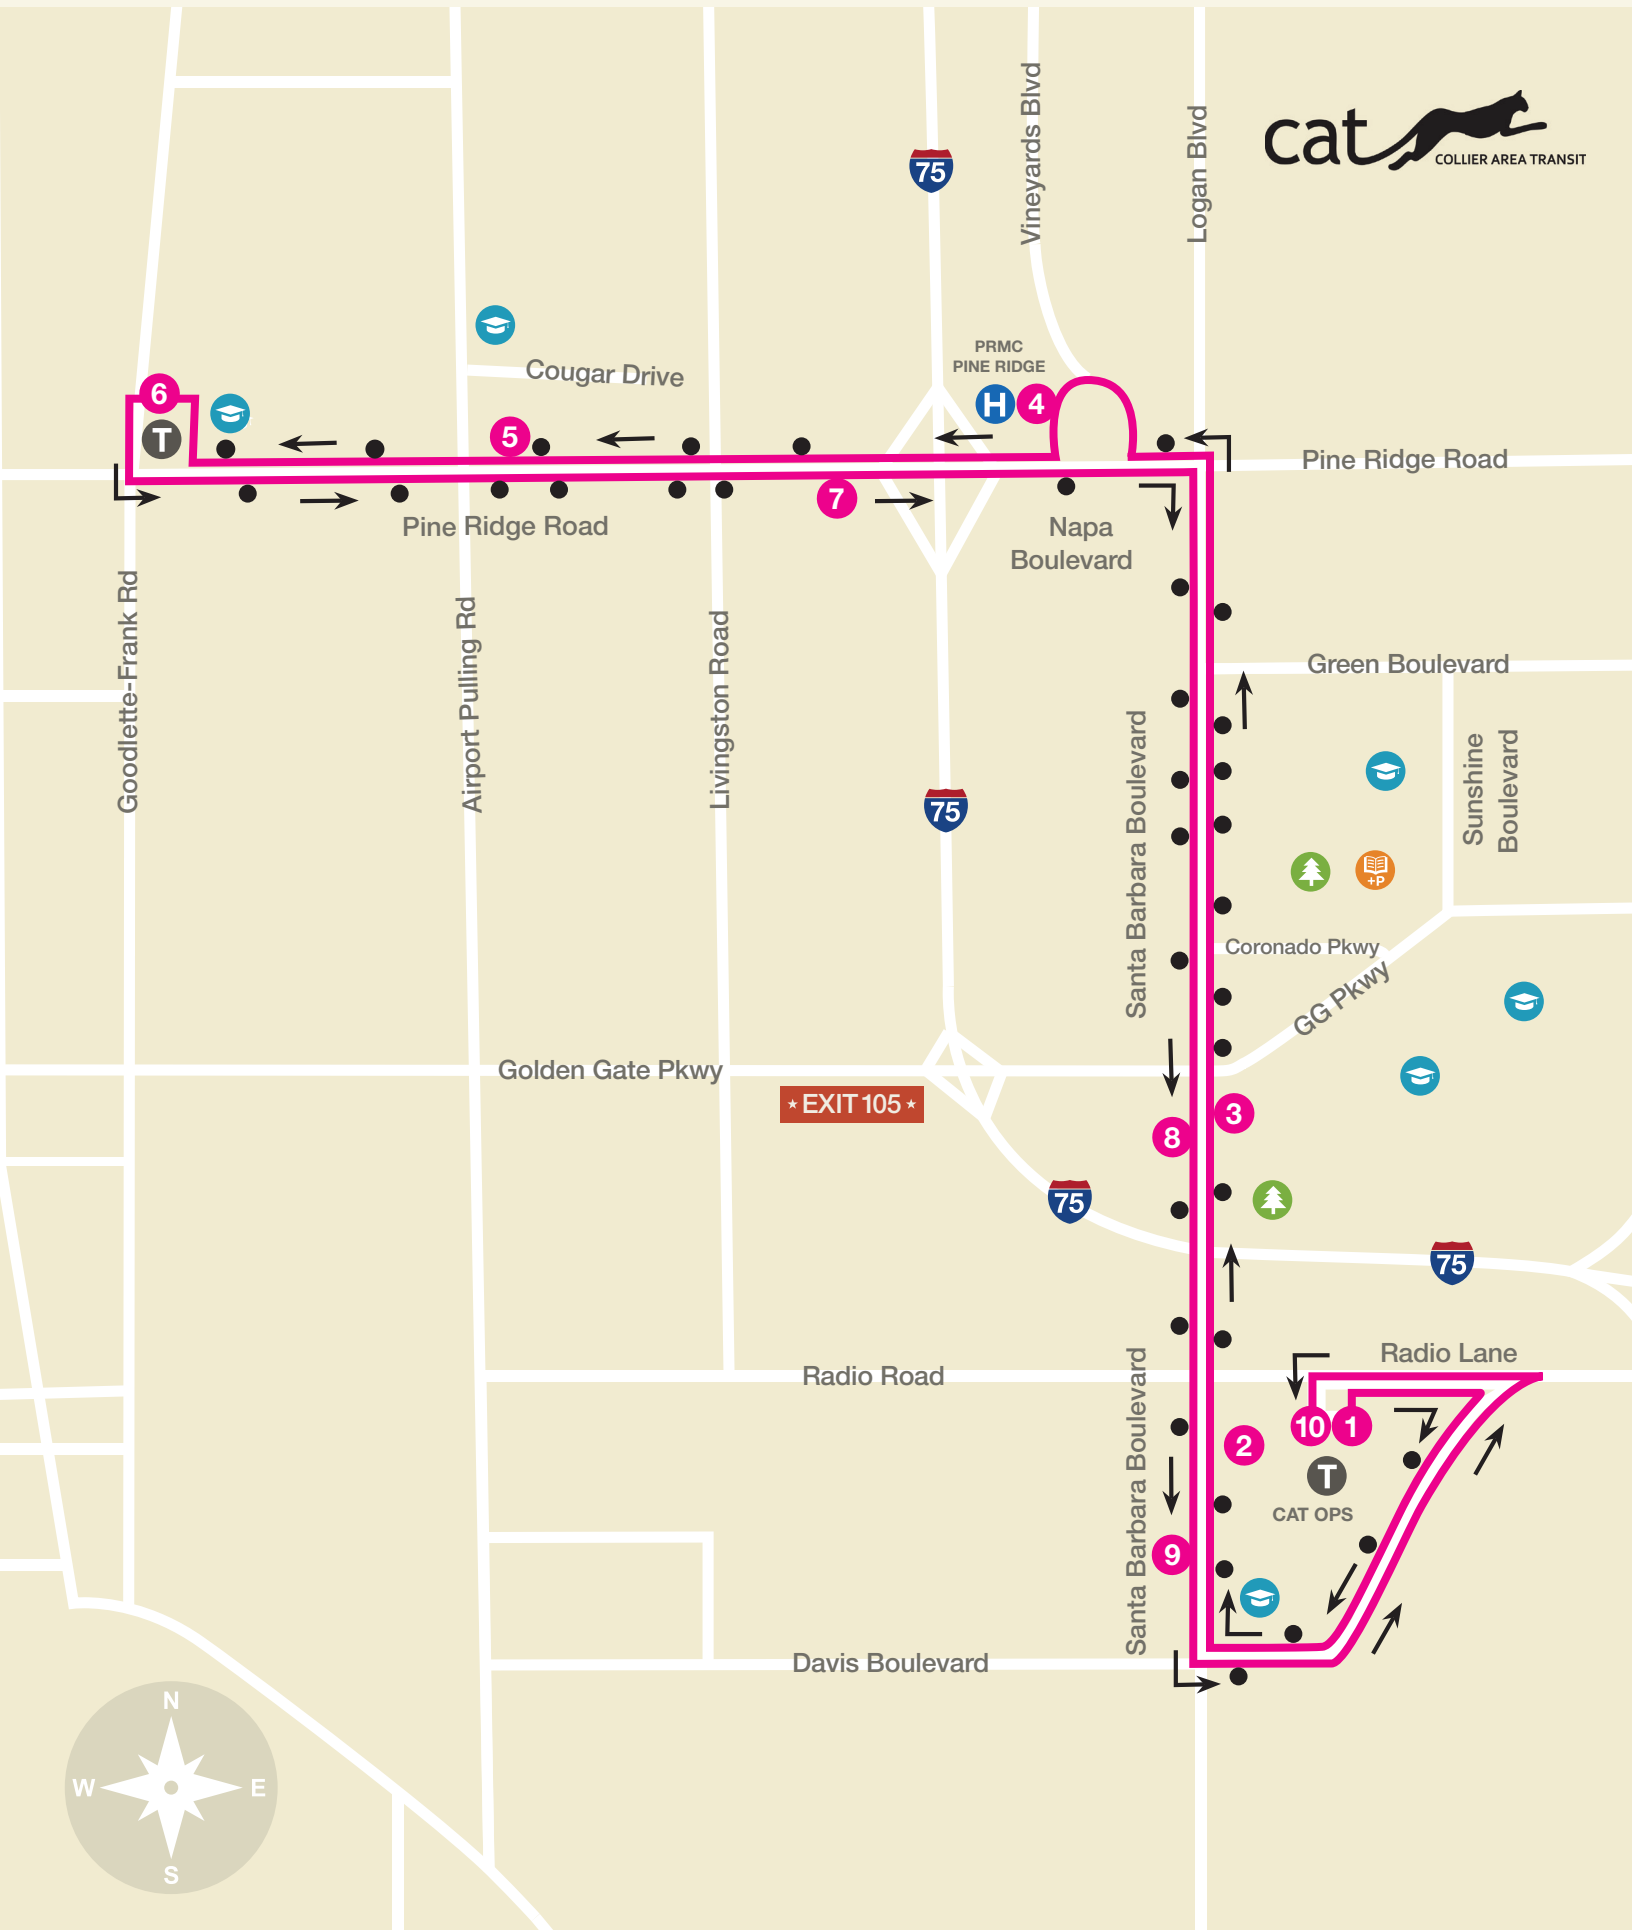 cat
COLLIER AREA TRANSIT
75
Vineyards Blvd
Logan Blvd
PRMC
PINE RIDGE
Cougar Drive
H
4
6
T
5
Pine Ridge Road
7
Pine Ridge Road
Napa
Boulevard
Goodlette-Frank Rd
Airport Pulling Rd
Livingston Road
Green Boulevard
Santa Barbara Boulevard
Sunshine
Boulevard
75
+P
Coronado Pkwy
GG Pkwy
Golden Gate Pkwy
EXIT 105
3
8
75
75
Radio Lane
Radio Road
10
1
2
T
CAT OPS
Santa Barbara Boulevard
9
Davis Boulevard
N
W
E
S